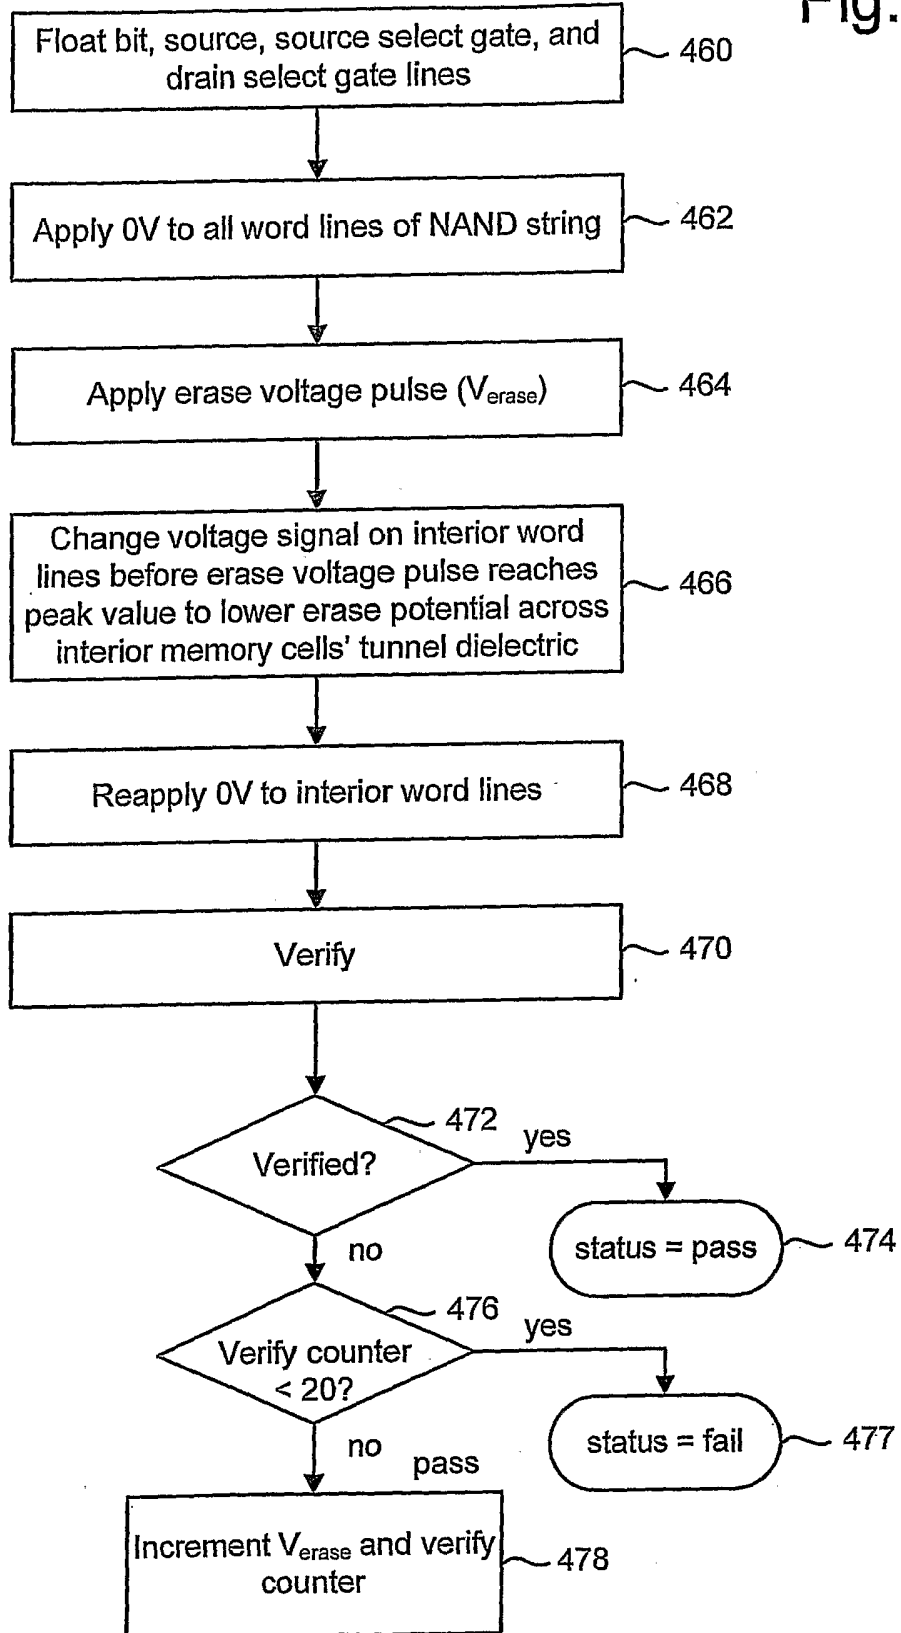 Fig.
Float bit, source, source select gate, and
drain select gate lines
460
Apply 0V to all word lines of NAND string
462
Apply erase voltage pulse (Verase)
464
Change voltage signal on interior word
lines before erase voltage pulse reaches
peak value to lower erase potential across
interior memory cells' tunnel dielectric
466
Reapply 0V to interior word lines
468
Verify
470
472
Verified?
yes
status = pass
474
no
476
Verify counter
< 20?
yes
status = fail
477
no
pass
Increment Verase and verify
counter
478